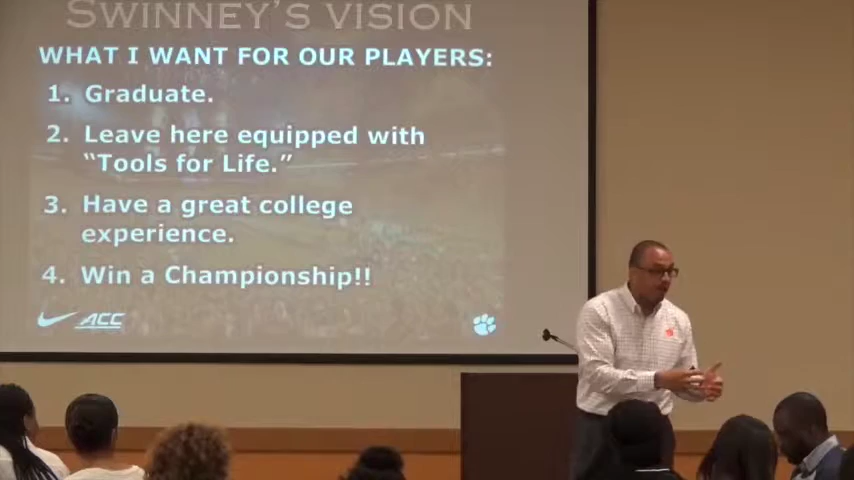 SWINNEY'S VISION
WHAT I WANT FOR OUR PLAYERS:
1. Graduate.
2. Leave here equipped with
"Tools for Life."
3. Have a great college
experience.
4. Win a Championship!!
ACC